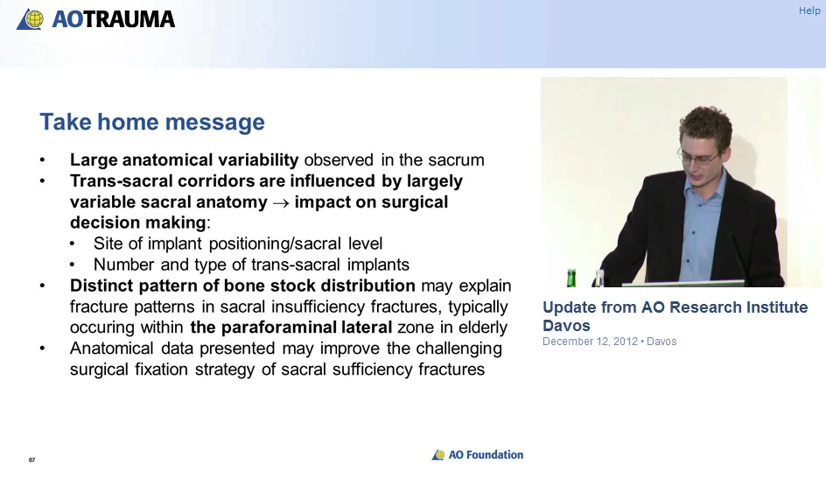 AOTRAUMA
Help
Take home message
• Large anatomical variability observed in the sacrum
• Trans-sacral corridors are influenced by largely
variable sacral anatomy → impact on surgical
decision making:
• Site of implant positioning/sacral level
• Number and type of trans-sacral implants
• Distinct pattern of bone stock distribution may explain
fracture patterns in sacral insufficiency fractures, typically
occuring within the paraforaminal lateral zone in elderly
• Anatomical data presented may improve the challenging
surgical fixation strategy of sacral sufficiency fractures
Update from AO Research Institute
Davos
December 12, 2012 • Davos
87
AO Foundation